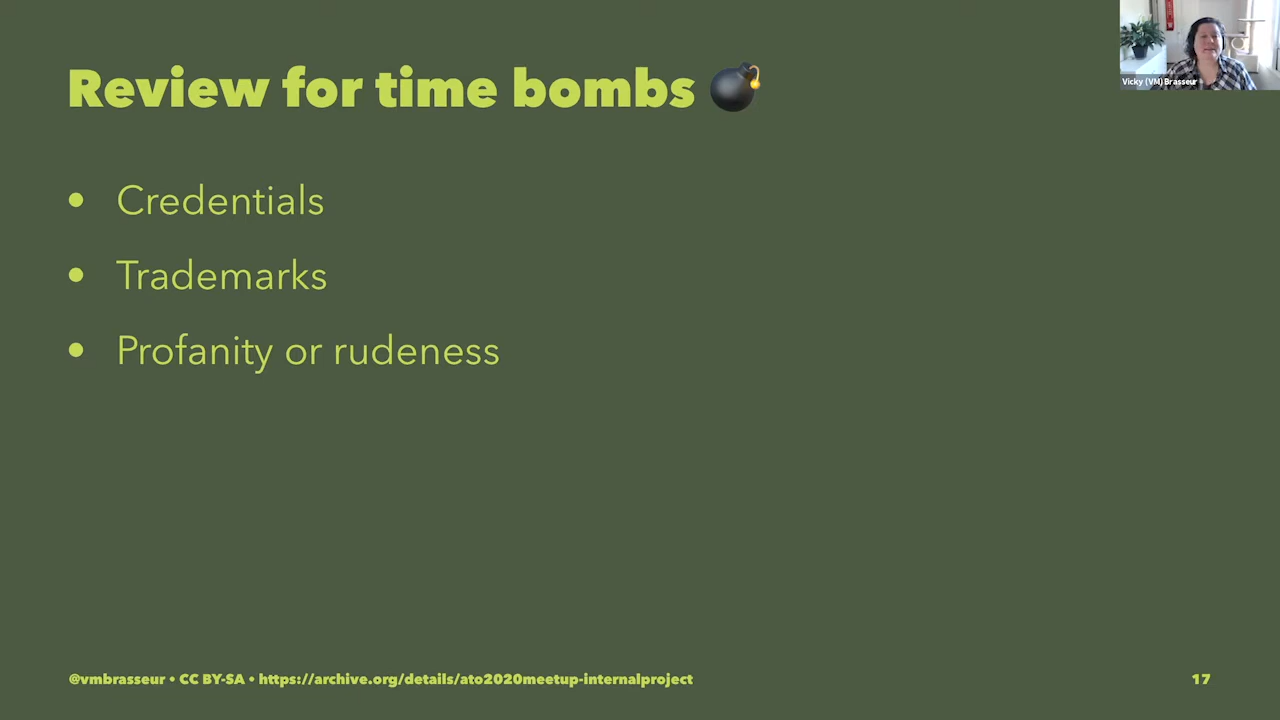 Review for time bombs 💣
• Credentials
• Trademarks
• Profanity or rudeness
Vicky (VM) Brasseur
@vmbrasseur • CC BY-SA • https://archive.org/details/ato2020meetup-internalproject
17